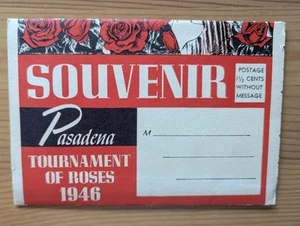 SOUVENIR
POSTAGE
1½ CENTS
WITHOUT
MESSAGE
Pasadena
M
TOURNAMENT
OF ROSES
1946